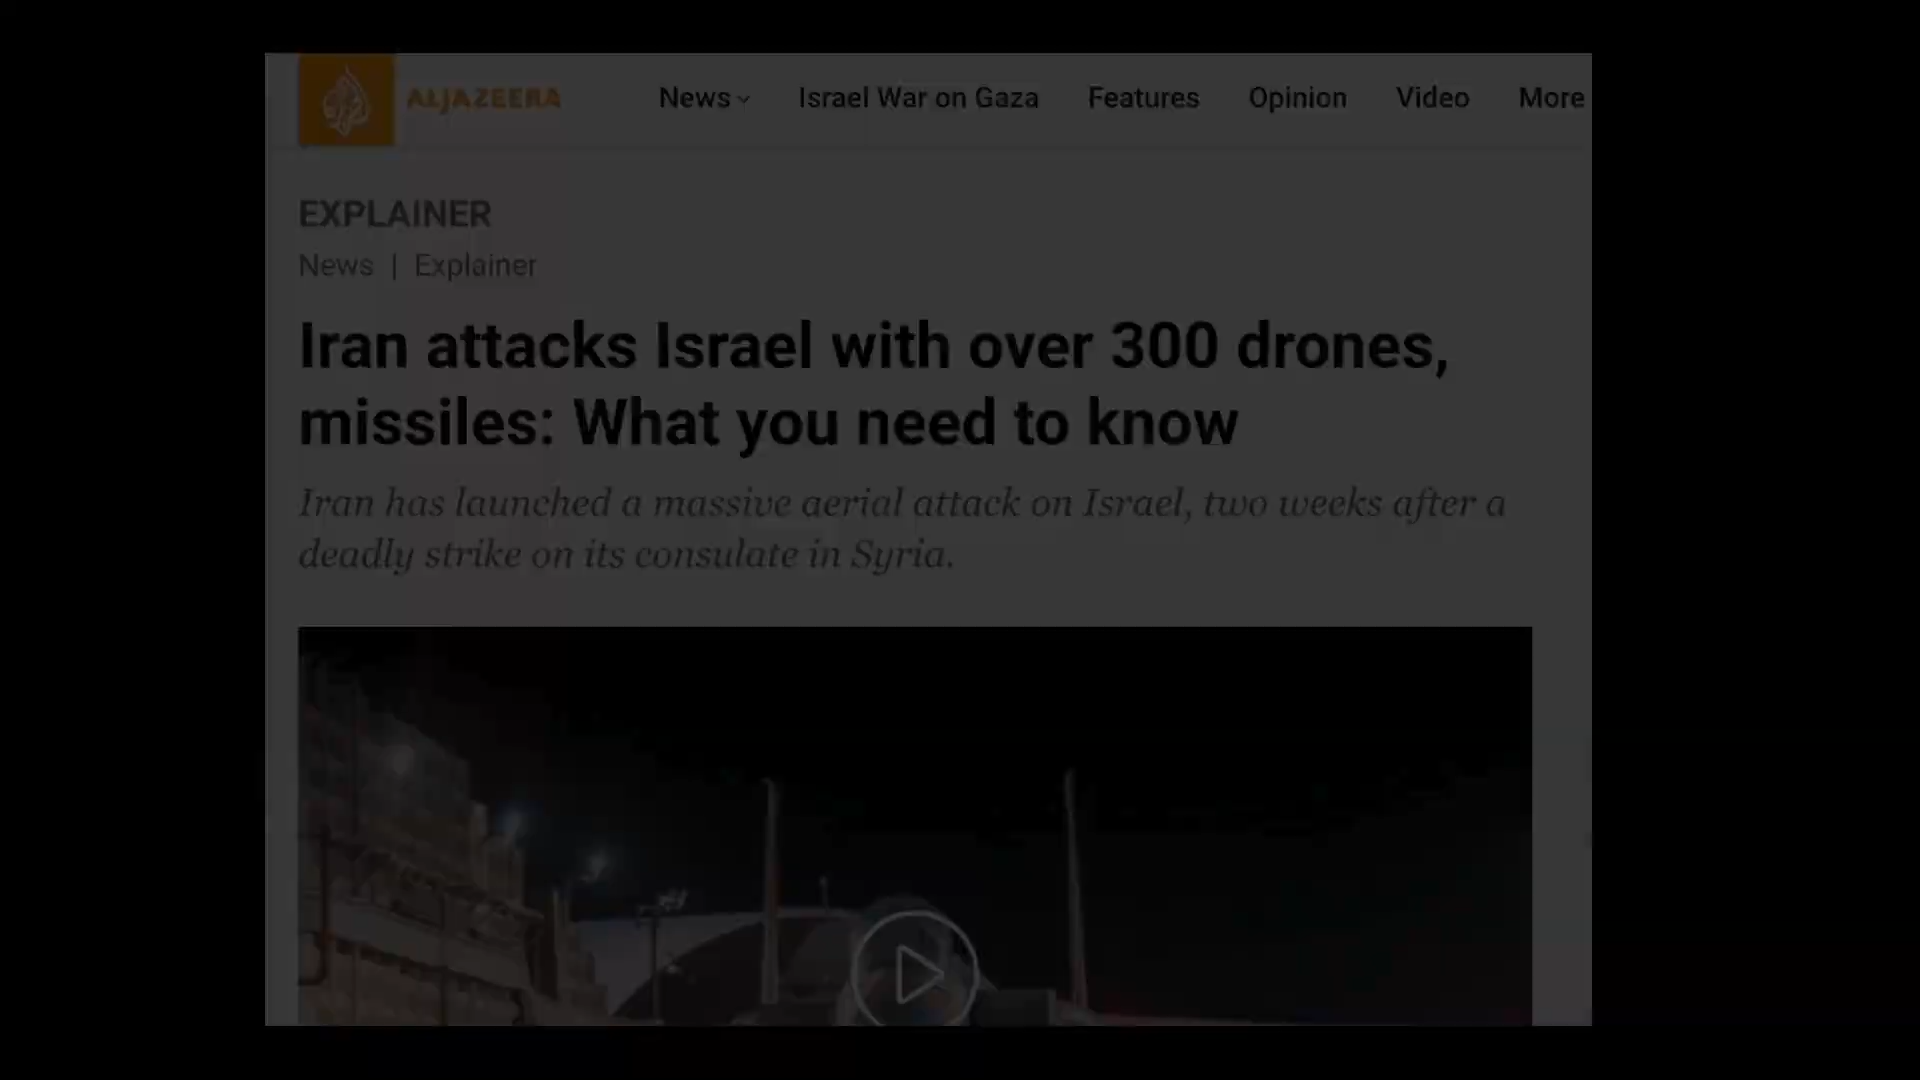 ALJAZEERA
News Israel War on Gaza Features Opinion Video More
EXPLAINER
News | Explainer
Iran attacks Israel with over 300 drones,
missiles: What you need to know
Iran has launched a massive aerial attack on Israel, two weeks after a
deadly strike on its consulate in Syria.